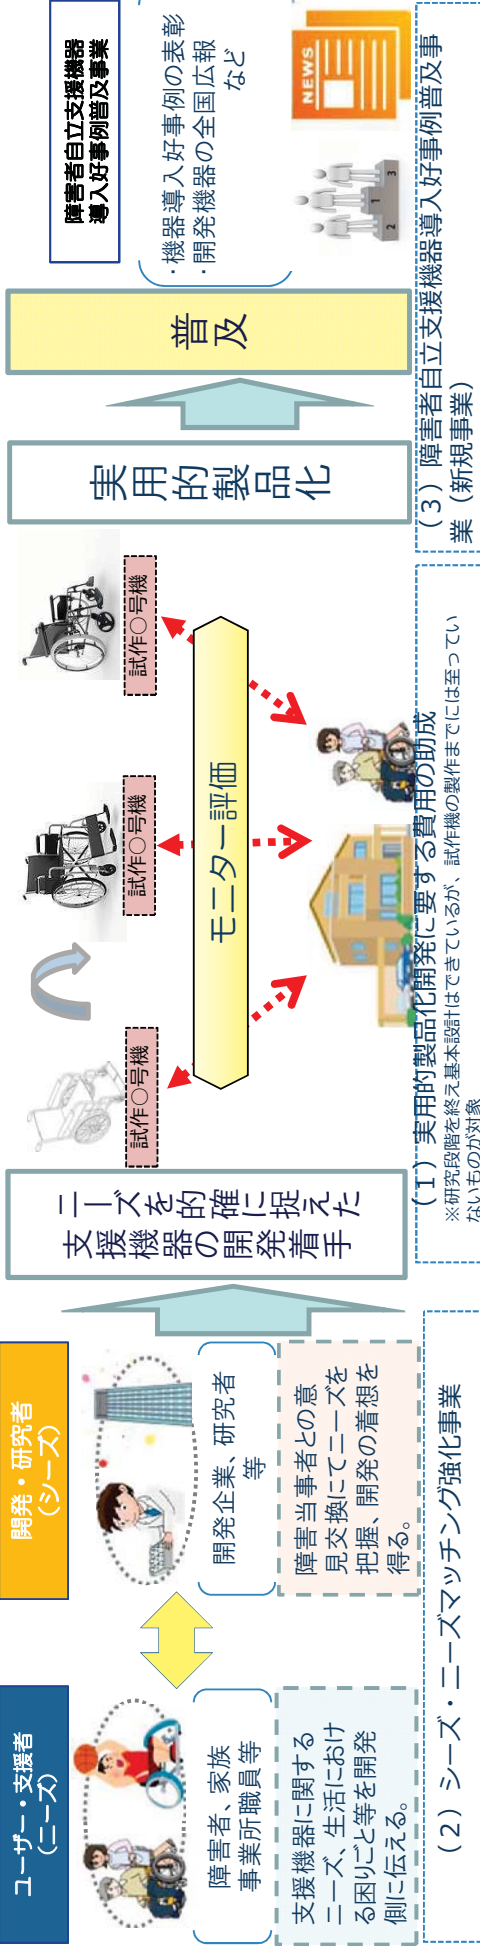 ユーザー・支援者
（ニーズ）
障害者、家族
事業所職員等
支援機器に関する
ニーズ、生活におけ
る困りごと等を開発
側に伝える。
開発・研究者
（シーズ）
開発企業、研究者
等
障害当事者との意
見交換にてニーズを
把握、開発の着想を
得る。
（２）シーズ・ニーズマッチング強化事業
ニーズを的確に捉えた
支援機器の開発着手
試作○号機
試作○号機
試作○号機
モニター評価
（１）実用的製品化開発に要する費用の助成
※研究段階を終え基本設計はできているが、試作機の製作までには至ってい
ないものが対象
実用的製品化
普及
障害者自立支援機器
導入好事例普及事業
・機器導入好事例の表彰
・開発機器の全国広報
など
NEWS
2
1
3
（３）障害者自立支援機器導入好事例普及事
業（新規事業）